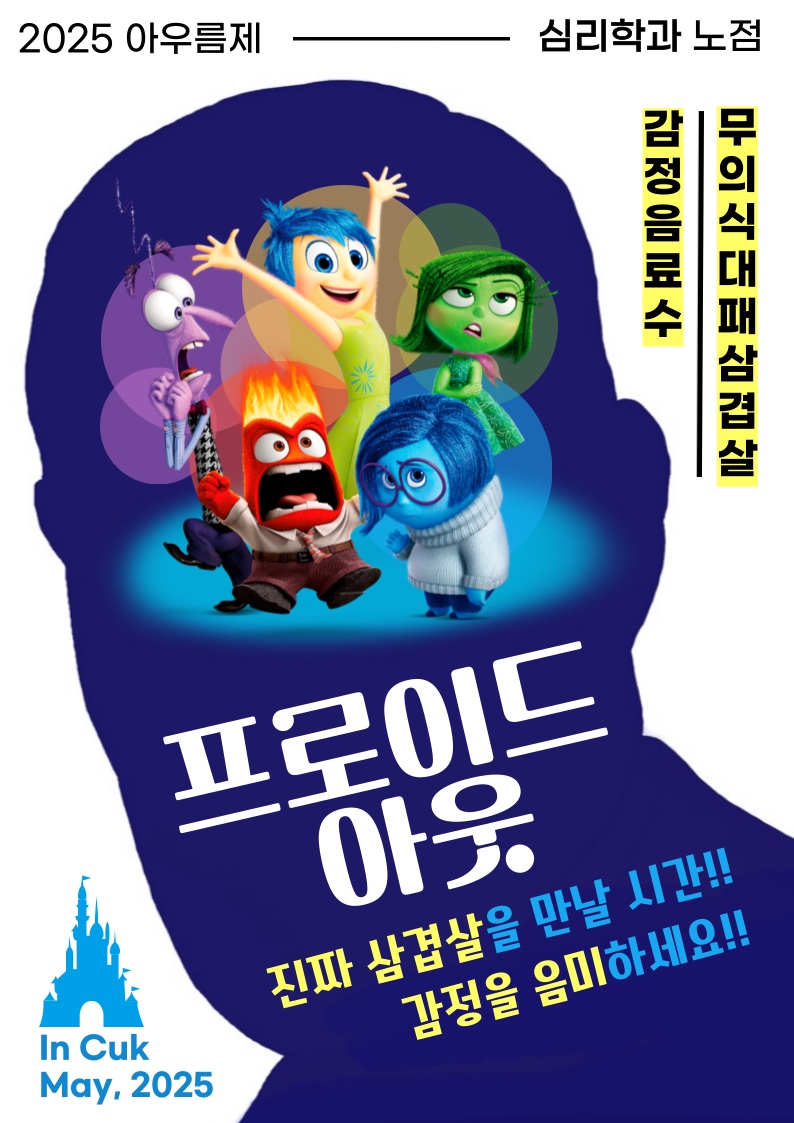 2025 아우름제 심리학과 노점
무의식대패삼겹살
감정음료수
프로이드
아웃
진짜 삼겹살을 만날 시간!!
감정을 음미하세요!!
In Cuk
May, 2025